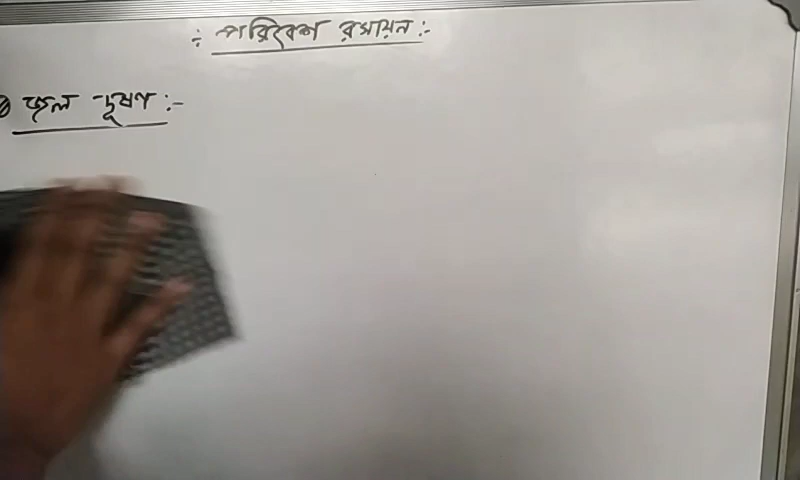 ÷ পরিবেশ রসায়ন :-
জল দূষণ :-